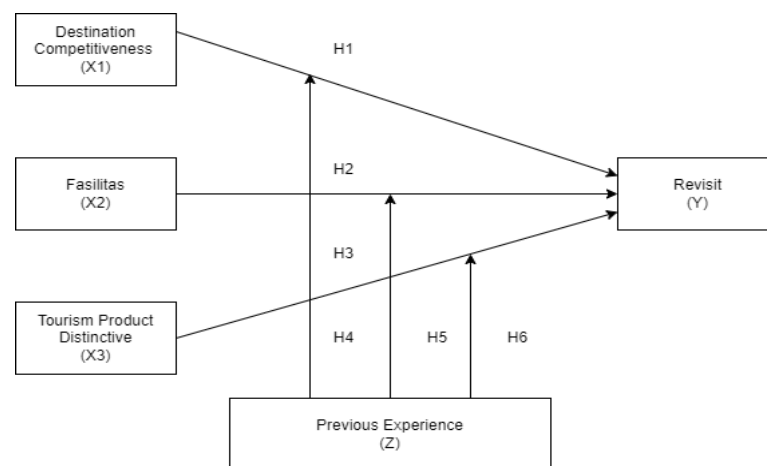 Destination
Competitiveness
(X1)
H1
Fasilitas
(X2)
H2
Revisit
(Y)
H3
Tourism Product
Distinctive
(X3)
H4
H5
H6
Previous Experience
(Z)